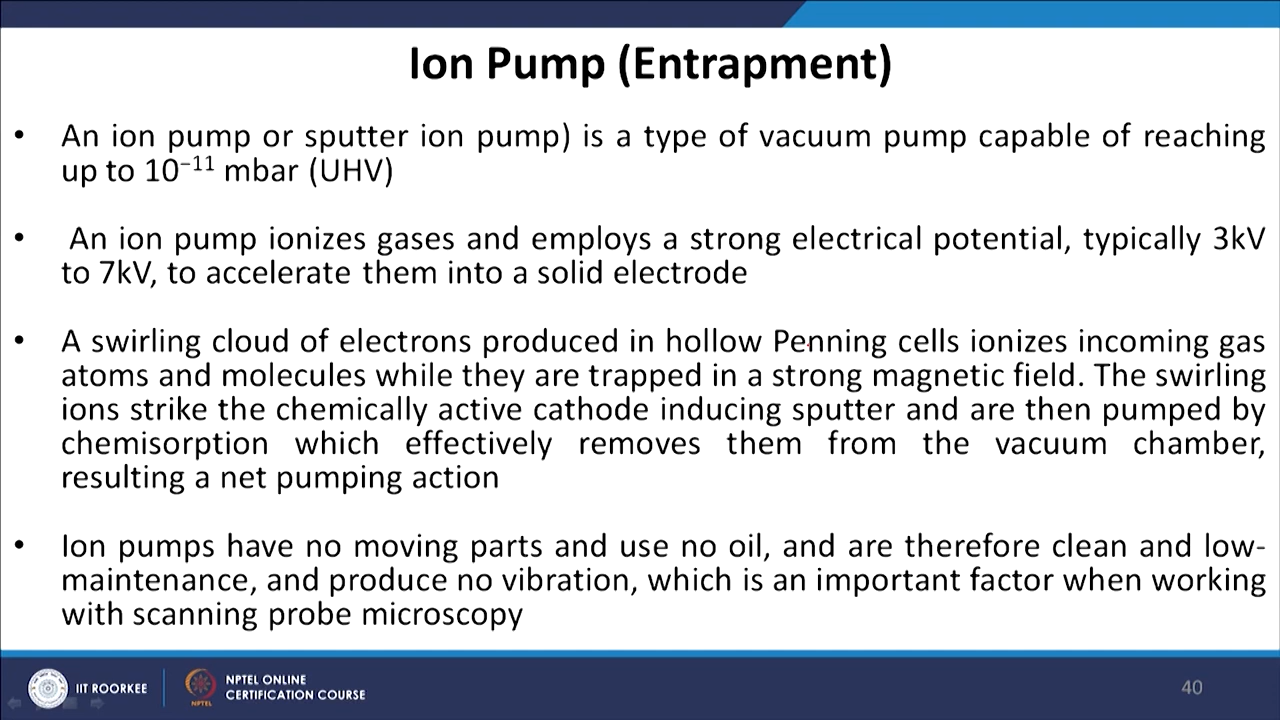 Ion Pump (Entrapment)
• An ion pump or sputter ion pump) is a type of vacuum pump capable of reaching
up to 10⁻¹¹ mbar (UHV)
• An ion pump ionizes gases and employs a strong electrical potential, typically 3kV
to 7kV, to accelerate them into a solid electrode
• A swirling cloud of electrons produced in hollow Penning cells ionizes incoming gas
atoms and molecules while they are trapped in a strong magnetic field. The swirling
ions strike the chemically active cathode inducing sputter and are then pumped by
chemisorption which effectively removes them from the vacuum chamber,
resulting a net pumping action
• Ion pumps have no moving parts and use no oil, and are therefore clean and low-
maintenance, and produce no vibration, which is an important factor when working
with scanning probe microscopy
IIT ROORKEE
NPTEL
NPTEL ONLINE
CERTIFICATION COURSE
40